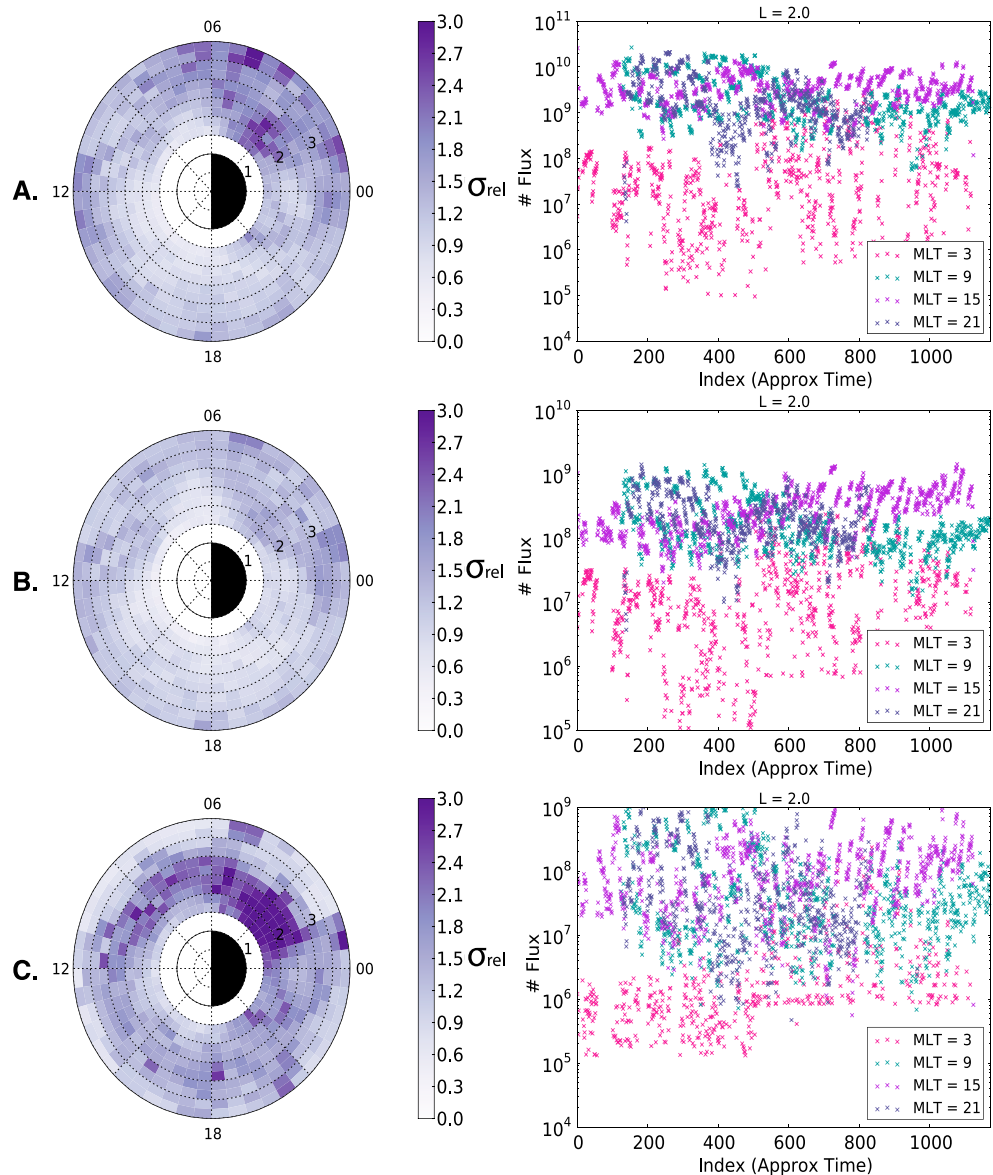 06
12
00
18
1
2
3
A.
3.0
2.7
2.4
2.1
1.8
1.5
1.2
0.9
0.6
0.3
0.0
σrel
L = 2.0
10^11
10^10
10^9
10^8
10^7
10^6
10^5
10^4
# Flux
MLT = 3
MLT = 9
MLT = 15
MLT = 21
0 200 400 600 800 1000
Index (Approx Time)
06
12
00
18
1
2
3
B.
3.0
2.7
2.4
2.1
1.8
1.5
1.2
0.9
0.6
0.3
0.0
σrel
L = 2.0
10^10
10^9
10^8
10^7
10^6
10^5
# Flux
MLT = 3
MLT = 9
MLT = 15
MLT = 21
0 200 400 600 800 1000
Index (Approx Time)
06
12
00
18
1
2
3
C.
3.0
2.7
2.4
2.1
1.8
1.5
1.2
0.9
0.6
0.3
0.0
σrel
L = 2.0
10^9
10^8
10^7
10^6
10^5
10^4
# Flux
MLT = 3
MLT = 9
MLT = 15
MLT = 21
0 200 400 600 800 1000
Index (Approx Time)